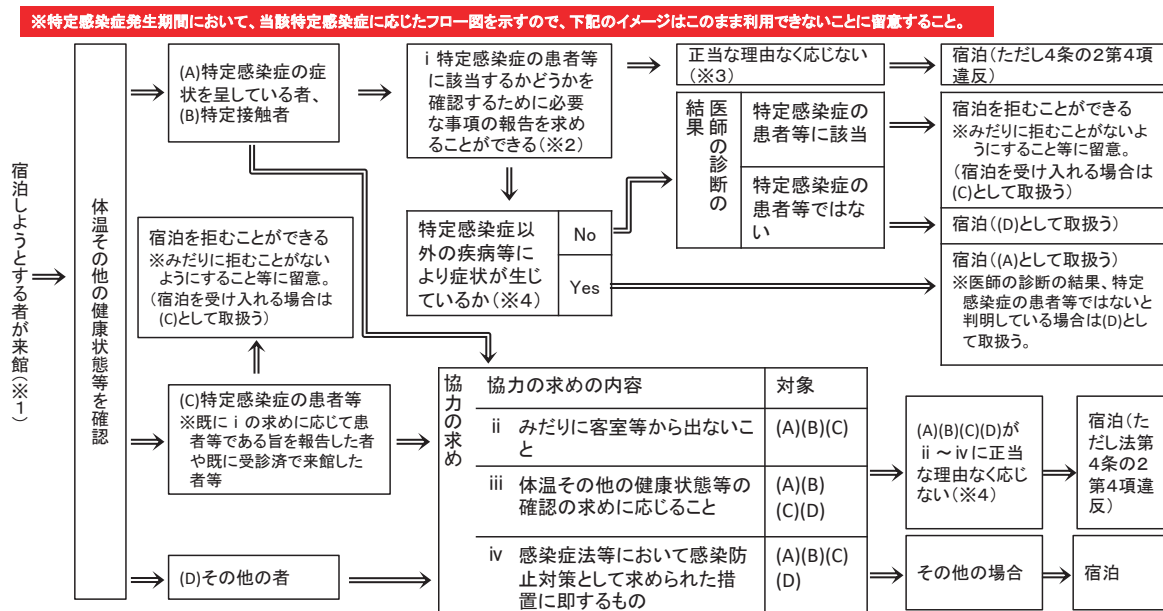 ※特定感染症発生期間において、当該特定感染症に応じたフロー図を示すので、下記のイメージはこのまま利用できないことに留意すること。
宿泊しようとする者が来館(※1)
体温その他の健康状態等を確認
(A)特定感染症の症
状を呈している者、
(B)特定接触者
ⅰ特定感染症の患者等
に該当するかどうかを
確認するために必要
な事項の報告を求め
ることができる(※2)
正当な理由なく応じない
(※3)
宿泊(ただし4条の2第4項
違反)
医師の診断の
結果
特定感染症の
患者等に該当
宿泊を拒むことができる
※みだりに拒むことがないよ
うにすること等に留意。
(宿泊を受け入れる場合は
(C)として取扱う)
特定感染症の
患者等ではな
い
宿泊((D)として取扱う)
特定感染症以
外の疾病等に
より症状が生じ
ているか(※4)
No
Yes
宿泊((A)として取扱う)
※医師の診断の結果、特定
感染症の患者等ではないと
判明している場合は(D)とし
て取扱う。
宿泊を拒むことができる
※みだりに拒むことがない
ようにすること等に留意。
(宿泊を受け入れる場合は
(C)として取扱う)
(C)特定感染症の患者等
※既にⅰの求めに応じて患
者等である旨を報告した者
や既に受診済で来館した
者等
(D)その他の者
協力の求め
協力の求めの内容
対象
ⅱ みだりに客室等から出ないこ
と
(A)(B)(C)
ⅲ 体温その他の健康状態等の
確認の求めに応じること
(A)(B)
(C)(D)
ⅳ 感染症法等において感染防
止対策として求められた措
置に即するもの
(A)(B)(C)
(D)
(A)(B)(C)(D)が
ⅱ~ⅳに正当
な理由なく応じ
ない(※4)
宿泊(た
だし法第
4条の2
第4項違
反)
その他の場合
宿泊